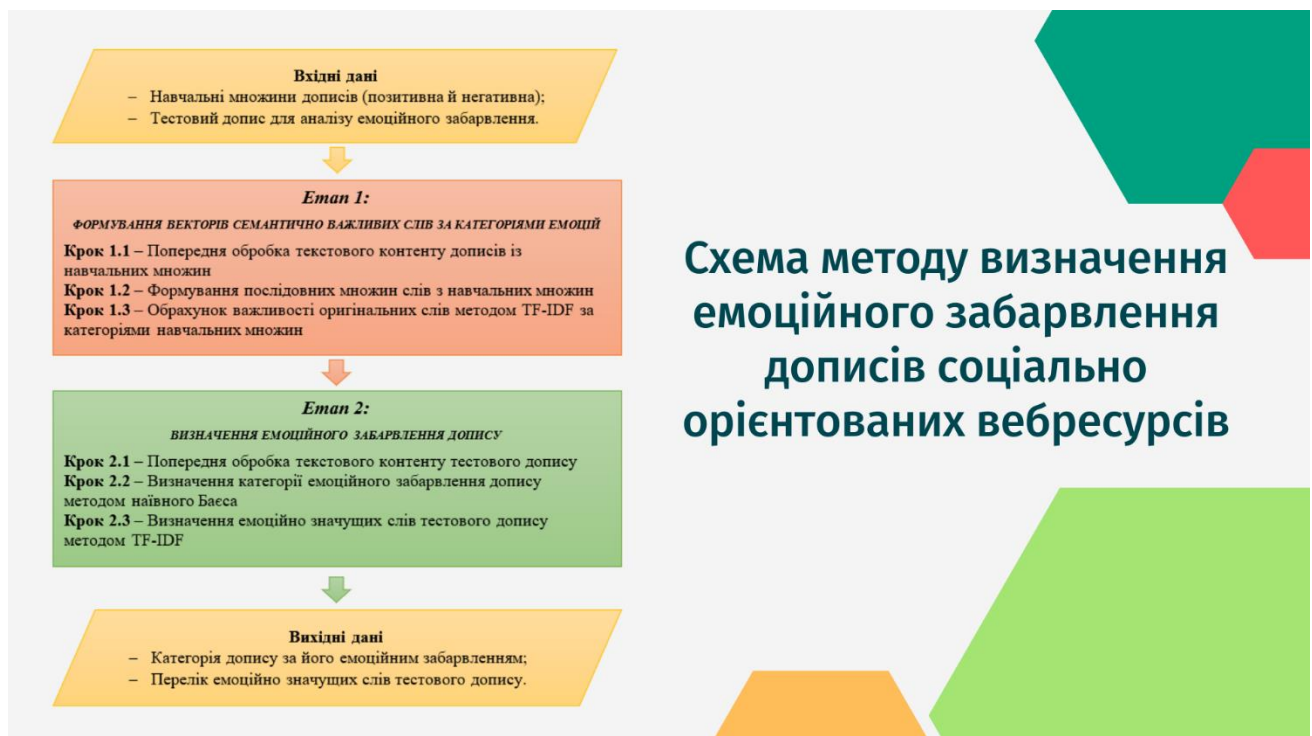 Вхідні дані
– Навчальні множини дописів (позитивна й негативна);
– Тестовий допис для аналізу емоційного забарвлення.
Етап 1:
ФОРМУВАННЯ ВЕКТОРІВ СЕМАНТИЧНО ВАЖЛИВИХ СЛІВ ЗА КАТЕГОРІЯМИ ЕМОЦІЙ
Крок 1.1 – Попередня обробка текстового контенту дописів із
навчальних множин
Крок 1.2 – Формування послідовних множин слів з навчальних множин
Крок 1.3 – Обрахунок важливості оригінальних слів методом TF-IDF за
категоріями навчальних множин
Етап 2:
ВИЗНАЧЕННЯ ЕМОЦІЙНОГО ЗАБАРВЛЕННЯ ДОПИСУ
Крок 2.1 – Попередня обробка текстового контенту тестового допису
Крок 2.2 – Визначення категорії емоційного забарвлення допису
методом наївного Баєса
Крок 2.3 – Визначення емоційно значущих слів тестового допису
методом TF-IDF
Вихідні дані
– Категорія допису за його емоційним забарвленням;
– Перелік емоційно значущих слів тестового допису.
Схема методу визначення
емоційного забарвлення
дописів соціально
орієнтованих вебресурсів